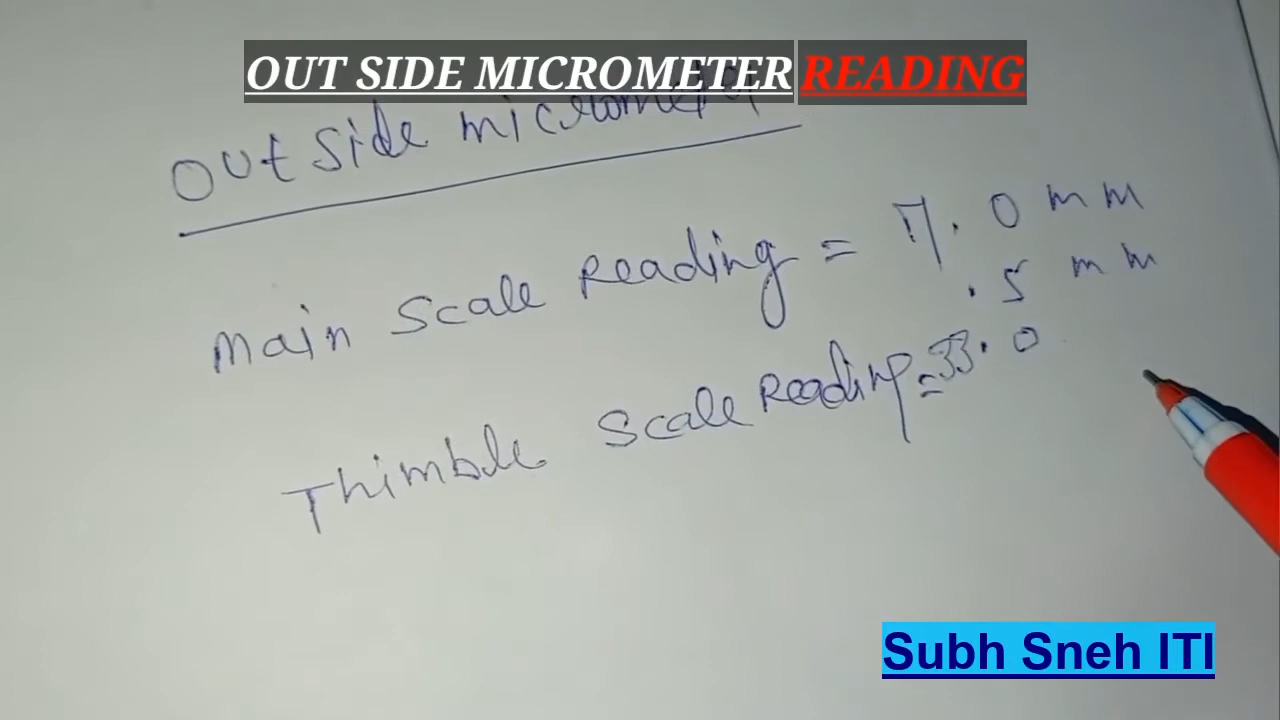 OUT SIDE MICROMETER READING
Out Side micrometer
Main Scale Reading = 7.0 mm
.5 mm
Thimble Scale Reading = 33.0
Subh Sneh ITI